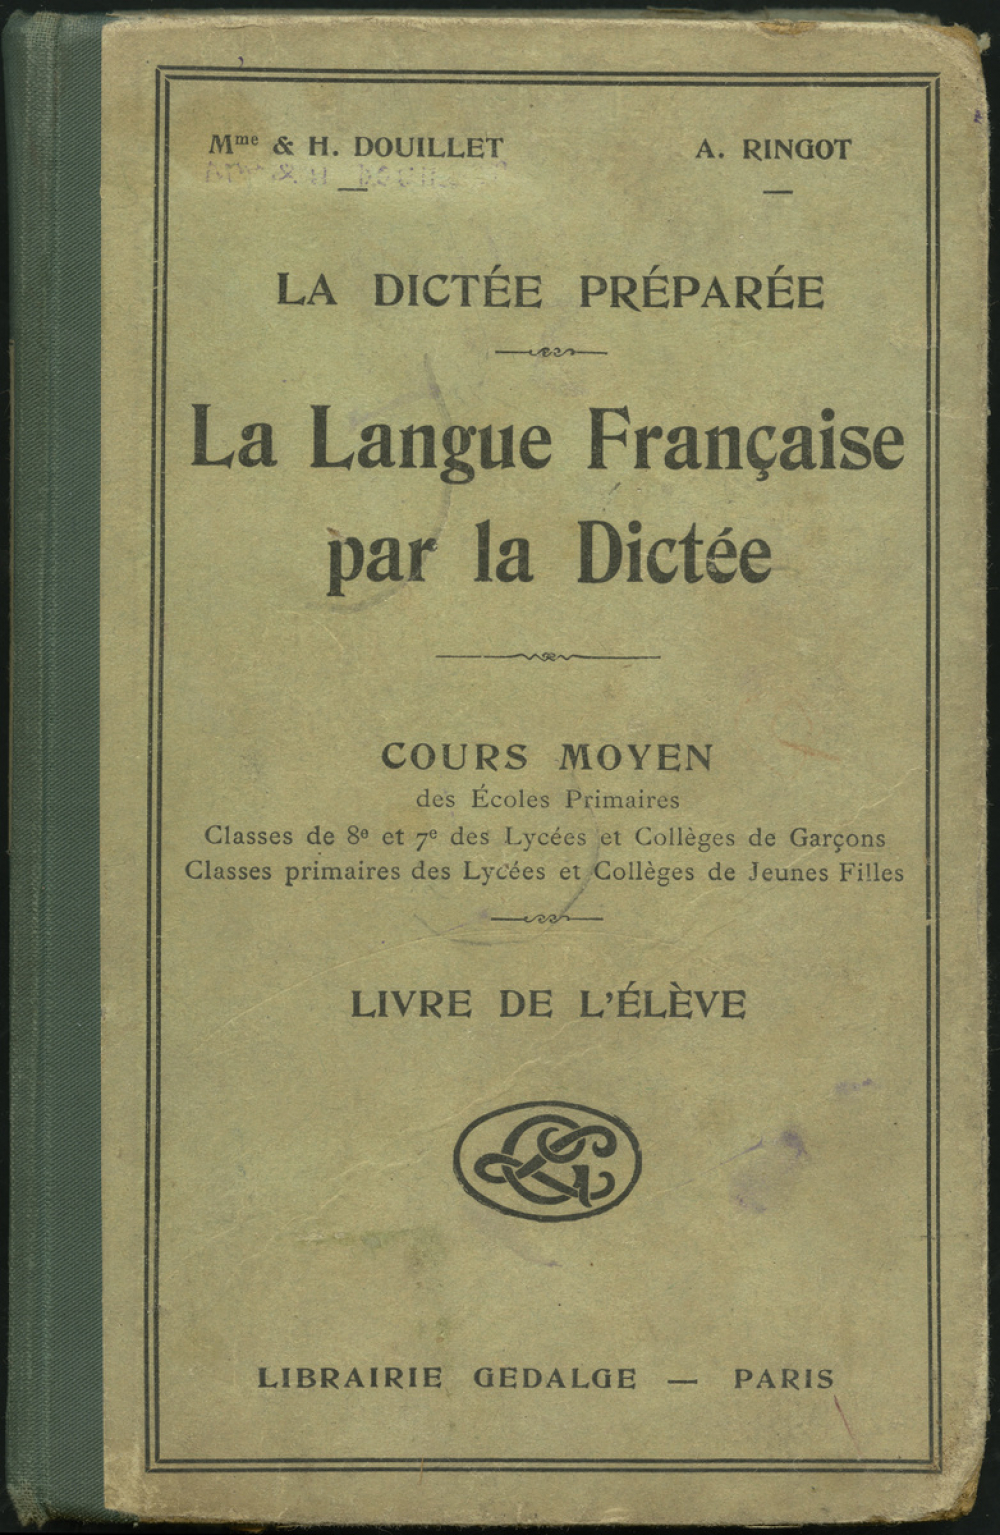 Mme & H. DOUILLET A. RINGOT
LA DICTÉE PRÉPARÉE
La Langue Française
par la Dictée
COURS MOYEN
des Écoles Primaires
Classes de 8e et 7e des Lycées et Collèges de Garçons
Classes primaires des Lycées et Collèges de Jeunes Filles
LIVRE DE L'ÉLÈVE
LIBRAIRIE GEDALGE — PARIS